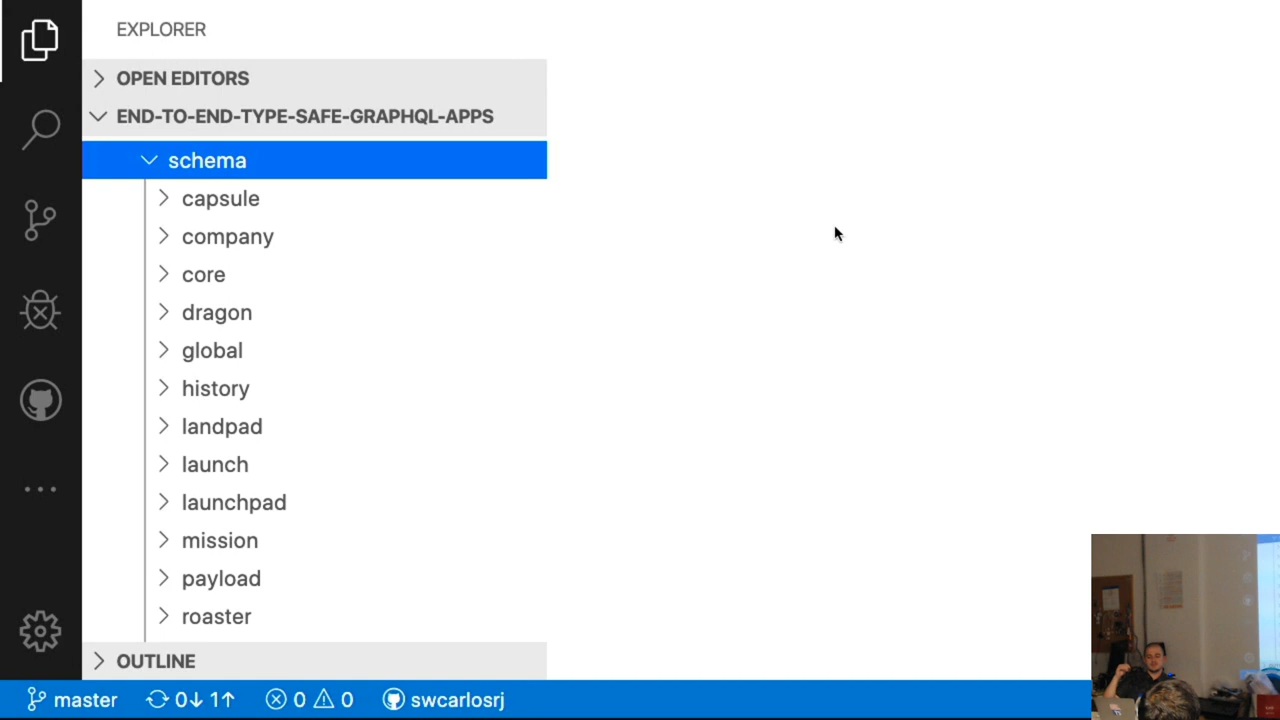 EXPLORER
OPEN EDITORS
END-TO-END-TYPE-SAFE-GRAPHQL-APPS
schema
capsule
company
core
dragon
global
history
landpad
launch
launchpad
mission
payload
roaster
OUTLINE
master 0↓ 1↑ 0 0 swcarlosrj